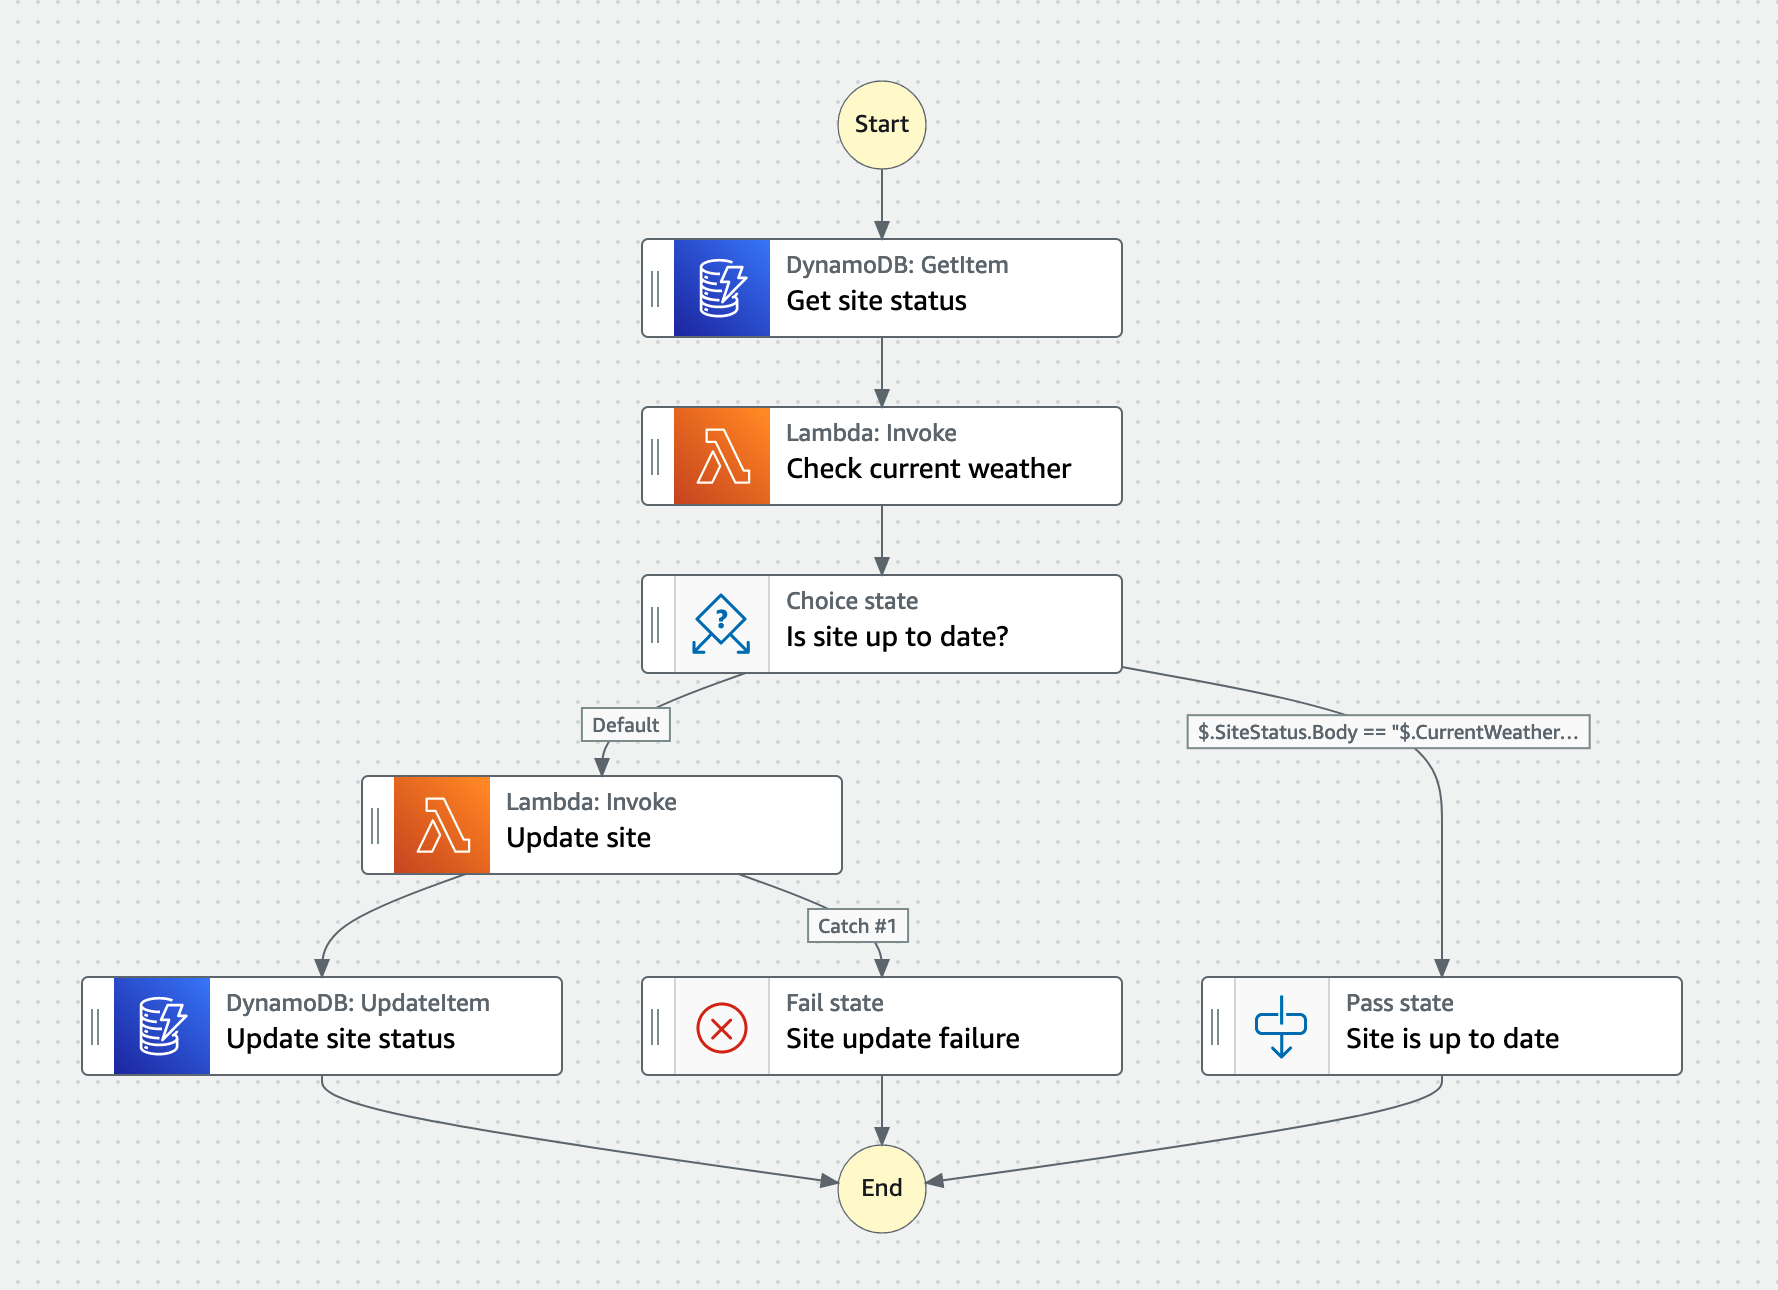 Start
DynamoDB: GetItem
Get site status
Lambda: Invoke
Check current weather
Choice state
Is site up to date?
Default
$.SiteStatus.Body == "$.CurrentWeather...
Lambda: Invoke
Update site
Catch #1
DynamoDB: UpdateItem
Update site status
Fail state
Site update failure
Pass state
Site is up to date
End